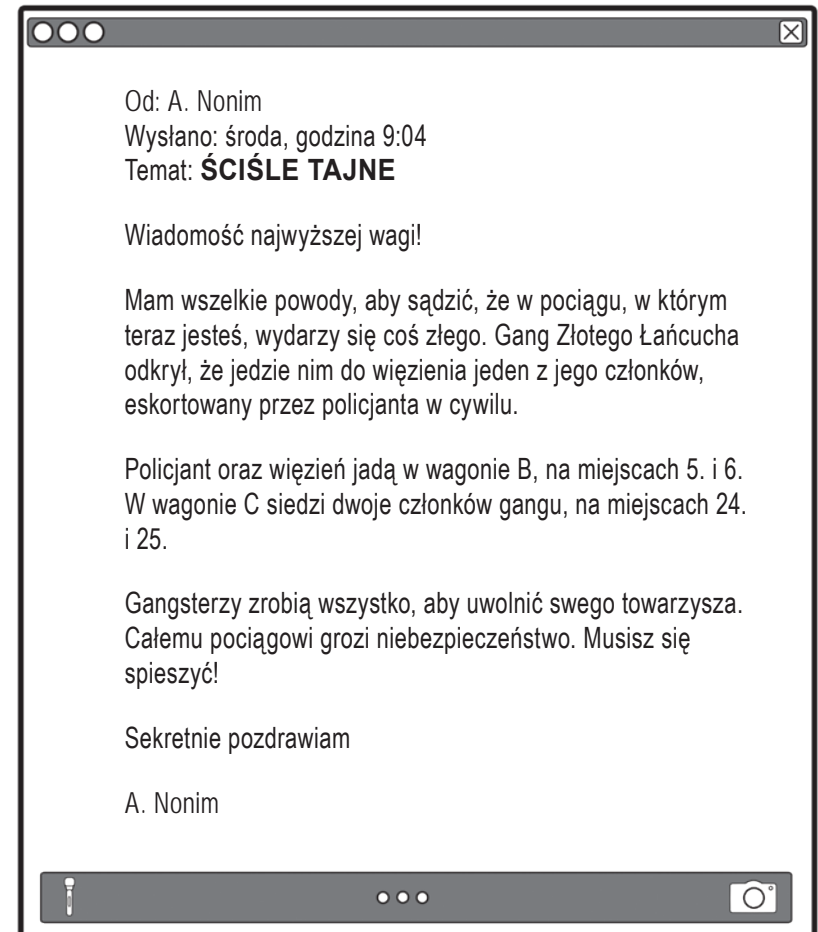 Od: A. Nonim
Wysłano: środa, godzina 9:04
Temat: ŚCIŚLE TAJNE
Wiadomość najwyższej wagi!
Mam wszelkie powody, aby sądzić, że w pociągu, w którym
teraz jesteś, wydarzy się coś złego. Gang Złotego Łańcucha
odkrył, że jedzie nim do więzienia jeden z jego członków,
eskortowany przez policjanta w cywilu.
Policjant oraz więzień jadą w wagonie B, na miejscach 5. i 6.
W wagonie C siedzi dwoje członków gangu, na miejscach 24.
i 25.
Gangsterzy zrobią wszystko, aby uwolnić swego towarzysza.
Całemu pociągowi grozi niebezpieczeństwo. Musisz się
spieszyć!
Sekretnie pozdrawiam
A. Nonim